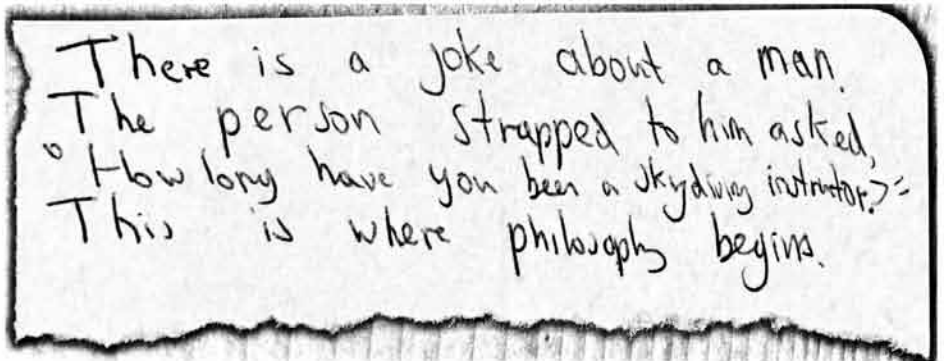 There is a joke about a man.
The person strapped to him asked,
"How long have you been a skydiving instructor?"
This is where philosophy begins.